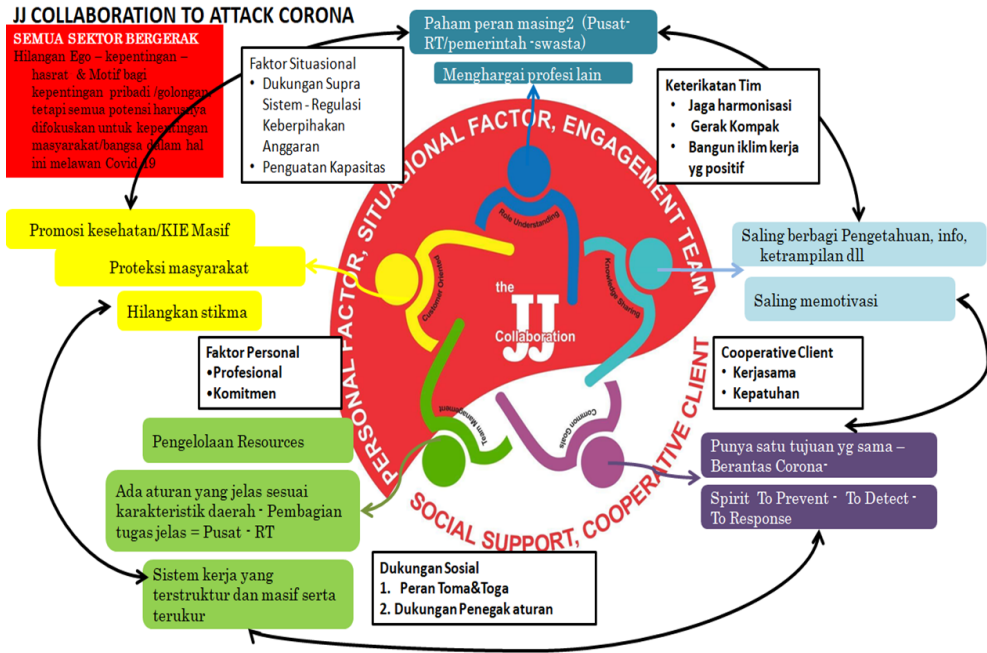 JJ COLLABORATION TO ATTACK CORONA
SEMUA SEKTOR BERGERAK
Hilangan Ego – kepentingan –
hasrat & Motif bagi
kepentingan pribadi /golongan,
tetapi semua potensi harusnya
difokuskan untuk kepentingan
masyarakat/bangsa dalam hal
ini melawan Covid 19
Paham peran masing2 (Pusat-
RT/pemerintah -swasta)
Menghargai profesi lain
Faktor Situasional
• Dukungan Supra
Sistem - Regulasi
Keberpihakan
Anggaran
• Penguatan Kapasitas
Keterikatan Tim
• Jaga harmonisasi
• Gerak Kompak
• Bangun iklim kerja
yg positif
PERSONAL FACTOR, SITUASIONAL FACTOR, ENGAGEMENT TEAM
SOCIAL SUPPORT, COOPERATIVE CLIENT
Role Understanding
Customer Oriented
Knowledge Sharing
Team Management
Common Goals
the
JJ
Collaboration
Promosi kesehatan/KIE Masif
Proteksi masyarakat
Hilangkan stikma
Saling berbagi Pengetahuan, info,
ketrampilan dll
Saling memotivasi
Faktor Personal
•Profesional
•Komitmen
Cooperative Client
• Kerjasama
• Kepatuhan
Pengelolaan Resources
Ada aturan yang jelas sesuai
karakteristik daerah - Pembagian
tugas jelas = Pusat - RT
Sistem kerja yang
terstruktur dan masif serta
terukur
Punya satu tujuan yg sama –
Berantas Corona-
Spirit To Prevent - To Detect -
To Response
Dukungan Sosial
1. Peran Toma&Toga
2. Dukungan Penegak aturan